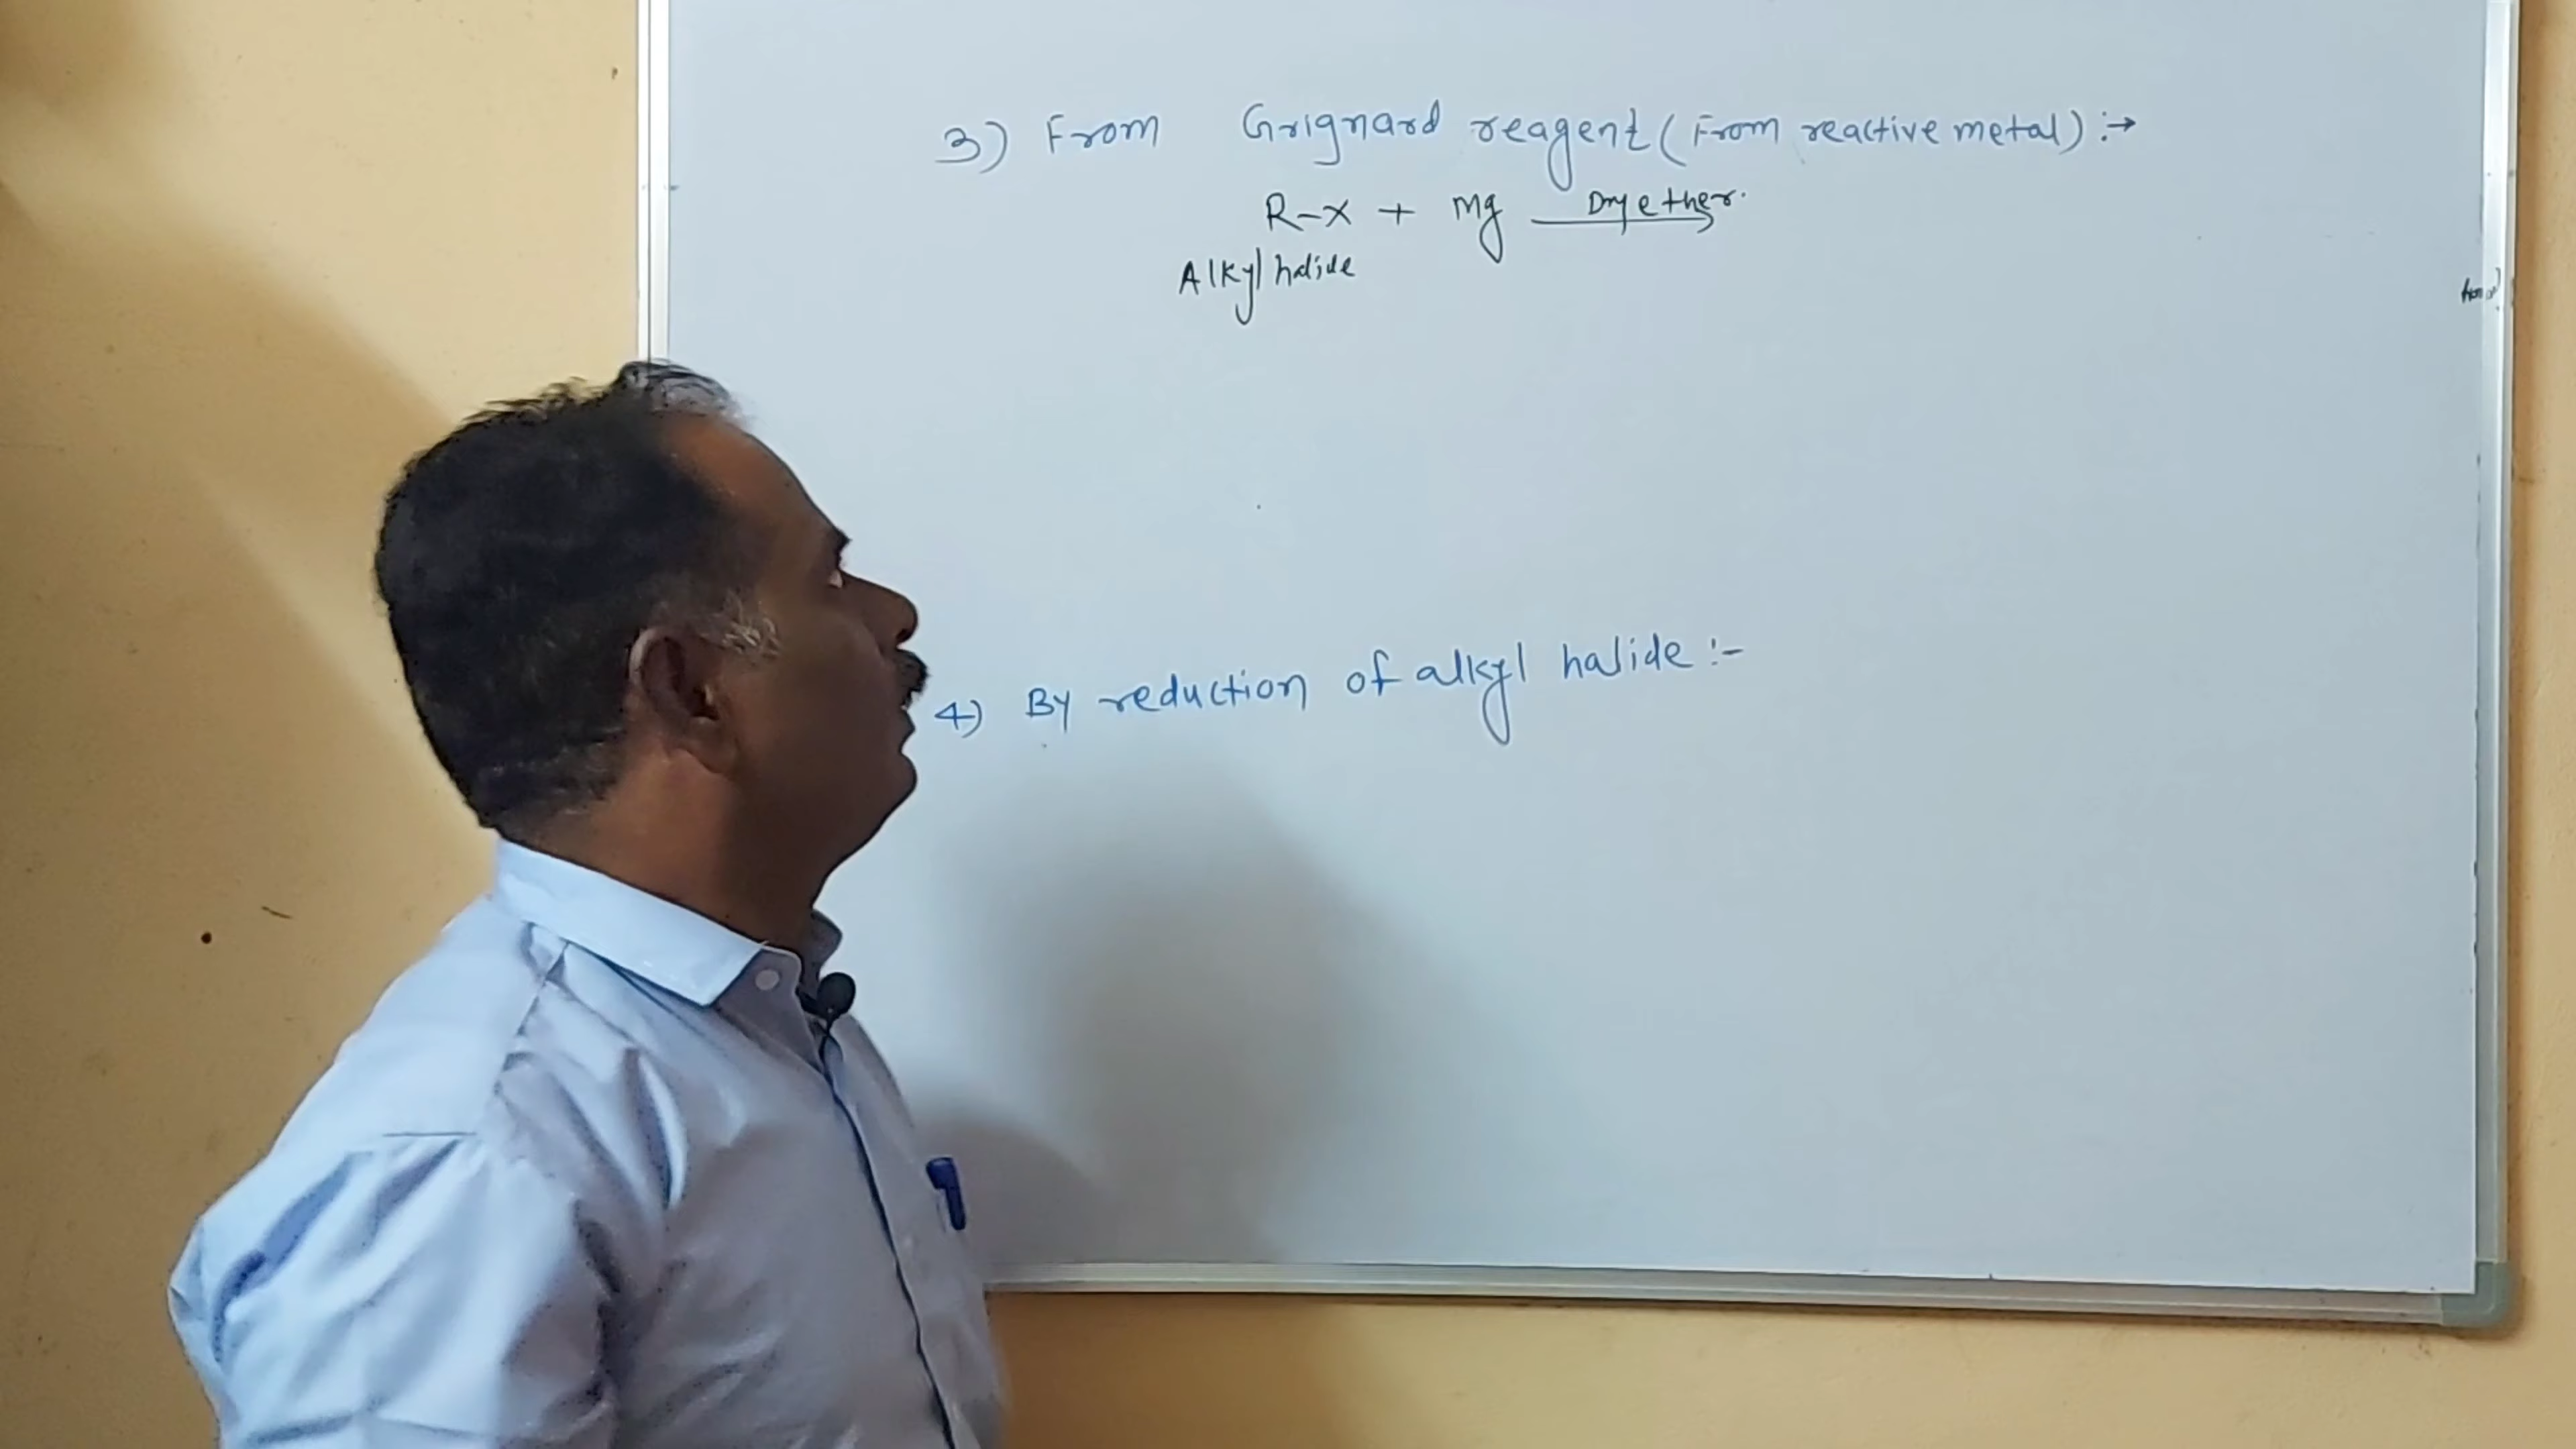 3) From Grignard reagent (From reactive metal) :→
R-X + Mg Dry ether.
Alkyl halide
4) By reduction of alkyl halide :-